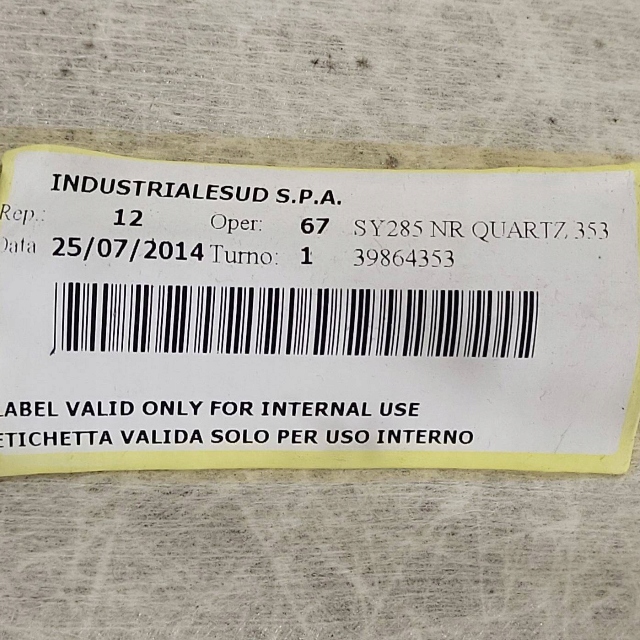 INDUSTRIALESUD S.P.A.
Rep.: 12 Oper: 67 SY285 NR QUARTZ 353
Data 25/07/2014 Turno: 1 39864353
LABEL VALID ONLY FOR INTERNAL USE
ETICHETTA VALIDA SOLO PER USO INTERNO